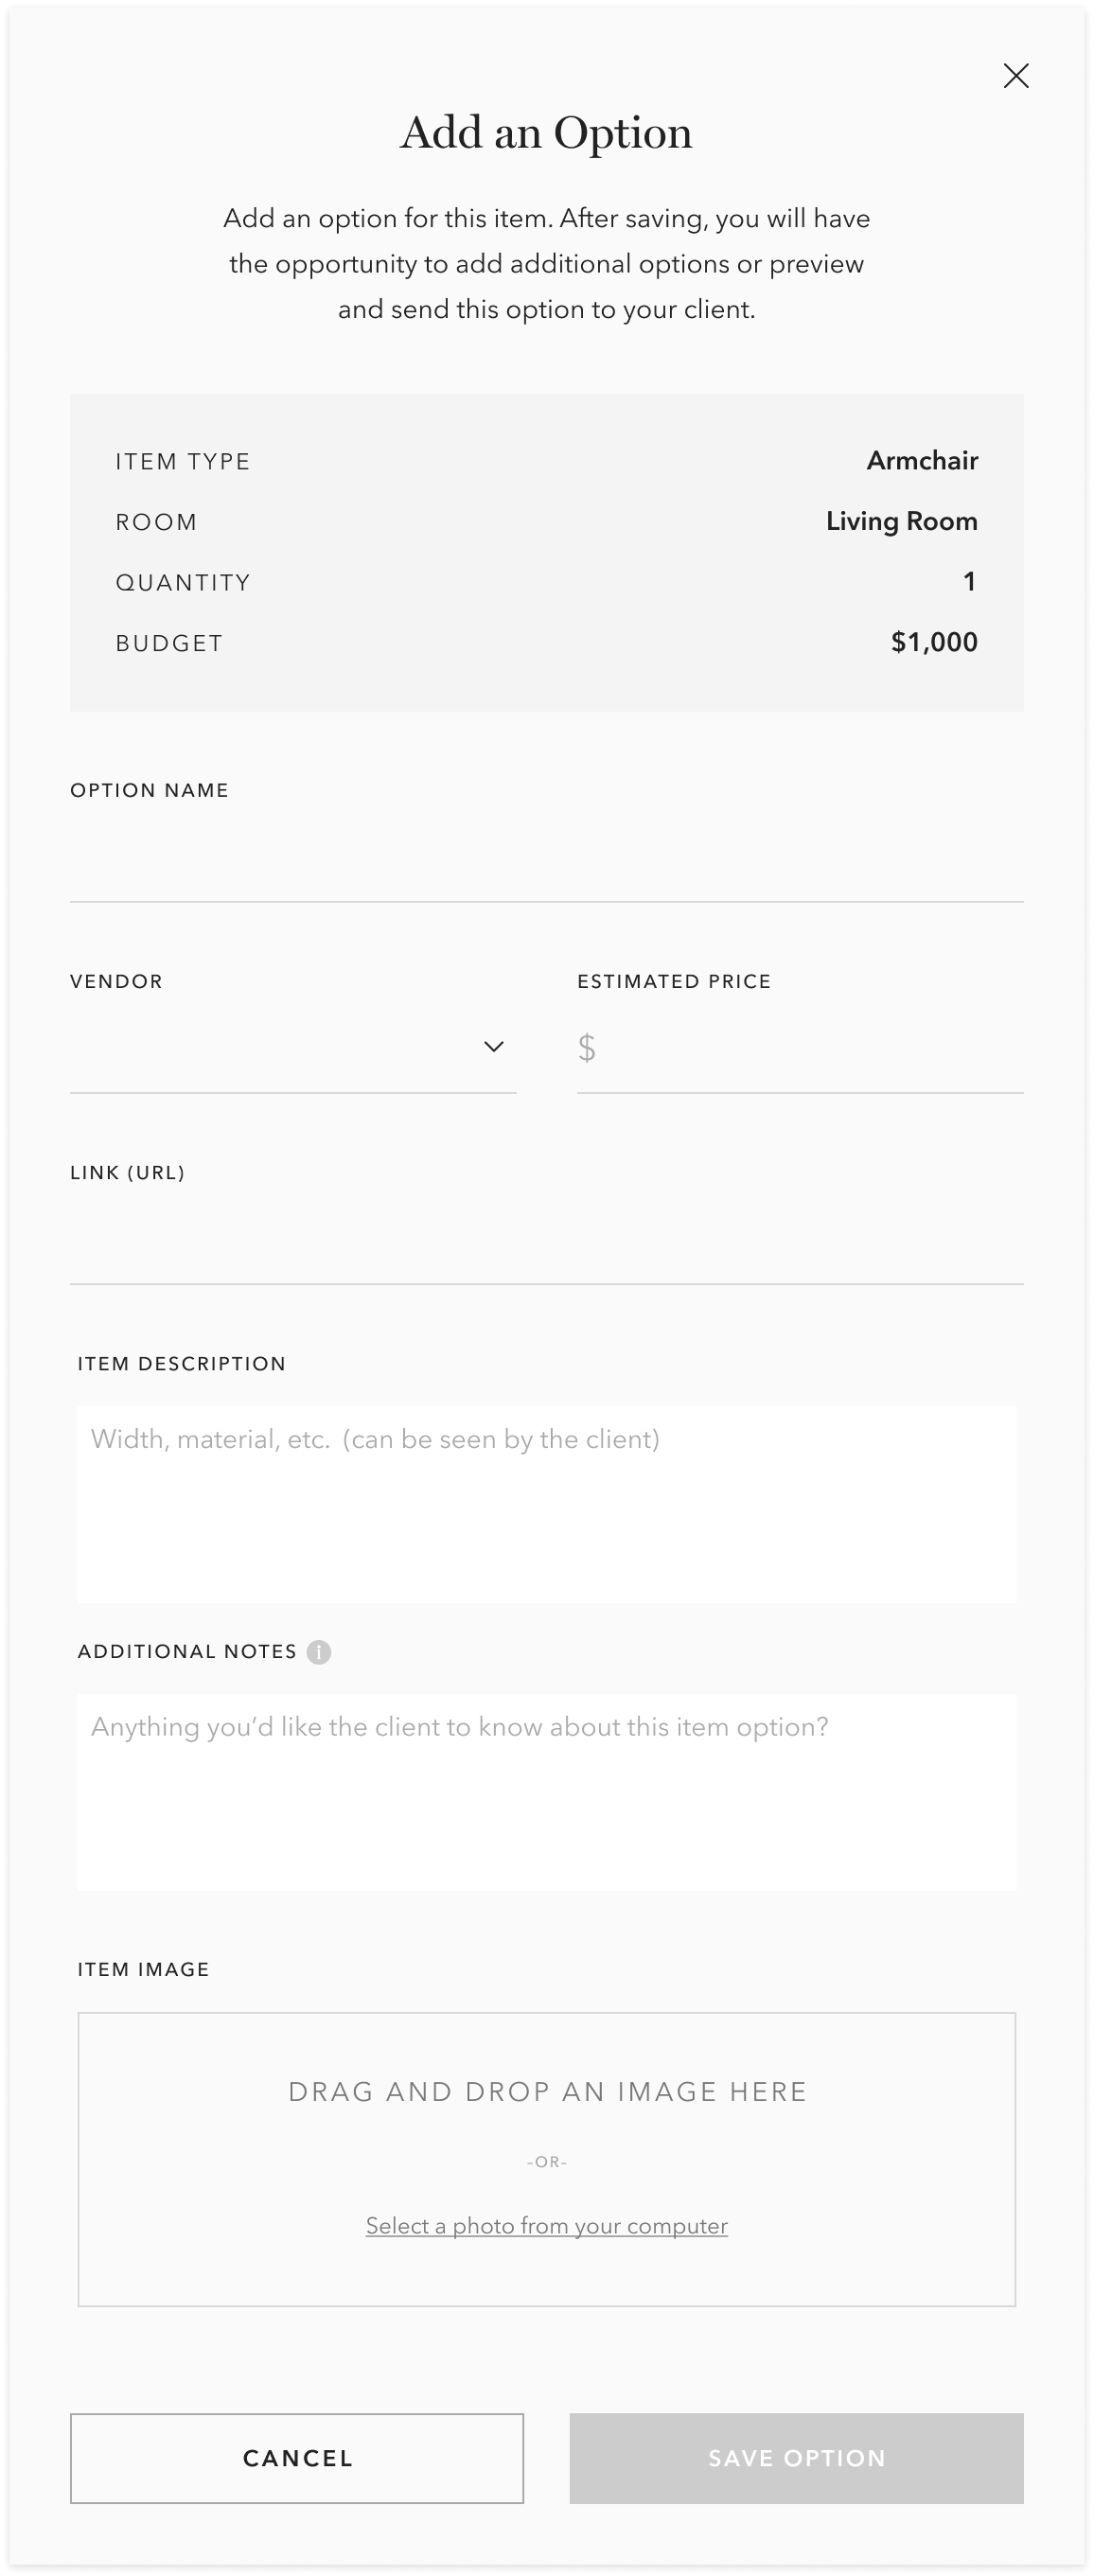 Add an Option
Add an option for this item. After saving, you will have
the opportunity to add additional options or preview
and send this option to your client.
ITEM TYPE Armchair
ROOM Living Room
QUANTITY 1
BUDGET $1,000
OPTION NAME
VENDOR ESTIMATED PRICE
$
LINK (URL)
ITEM DESCRIPTION
Width, material, etc. (can be seen by the client)
ADDITIONAL NOTES i
Anything you’d like the client to know about this item option?
ITEM IMAGE
DRAG AND DROP AN IMAGE HERE
-OR-
Select a photo from your computer
CANCEL SAVE OPTION